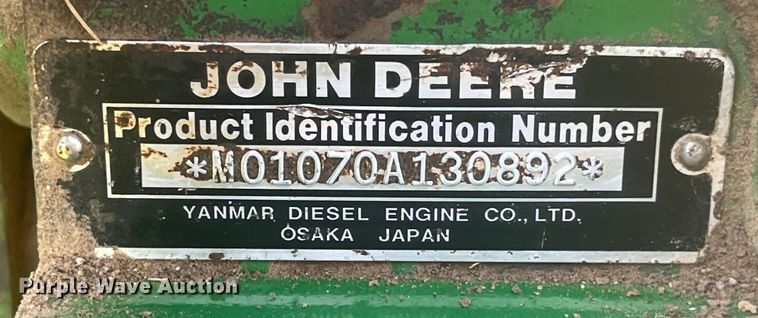 JOHN DEERE
Product Identification Number
*M01070A130892*
YANMAR DIESEL ENGINE CO., LTD.
OSAKA JAPAN
Purple Wave Auction